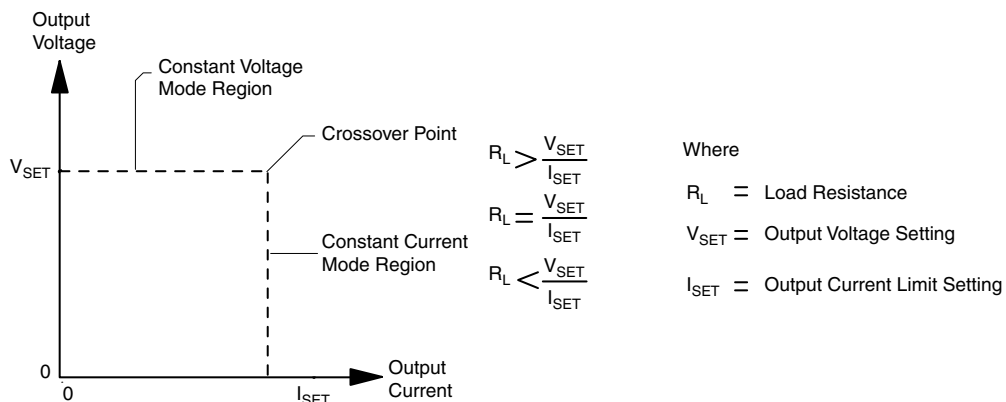 Output
Voltage
Constant Voltage
Mode Region
Crossover Point
V_SET
Constant Current
Mode Region
0
0
I_SET
Output
Current
R_L > V_SET / I_SET
R_L = V_SET / I_SET
R_L < V_SET / I_SET
Where
R_L = Load Resistance
V_SET = Output Voltage Setting
I_SET = Output Current Limit Setting